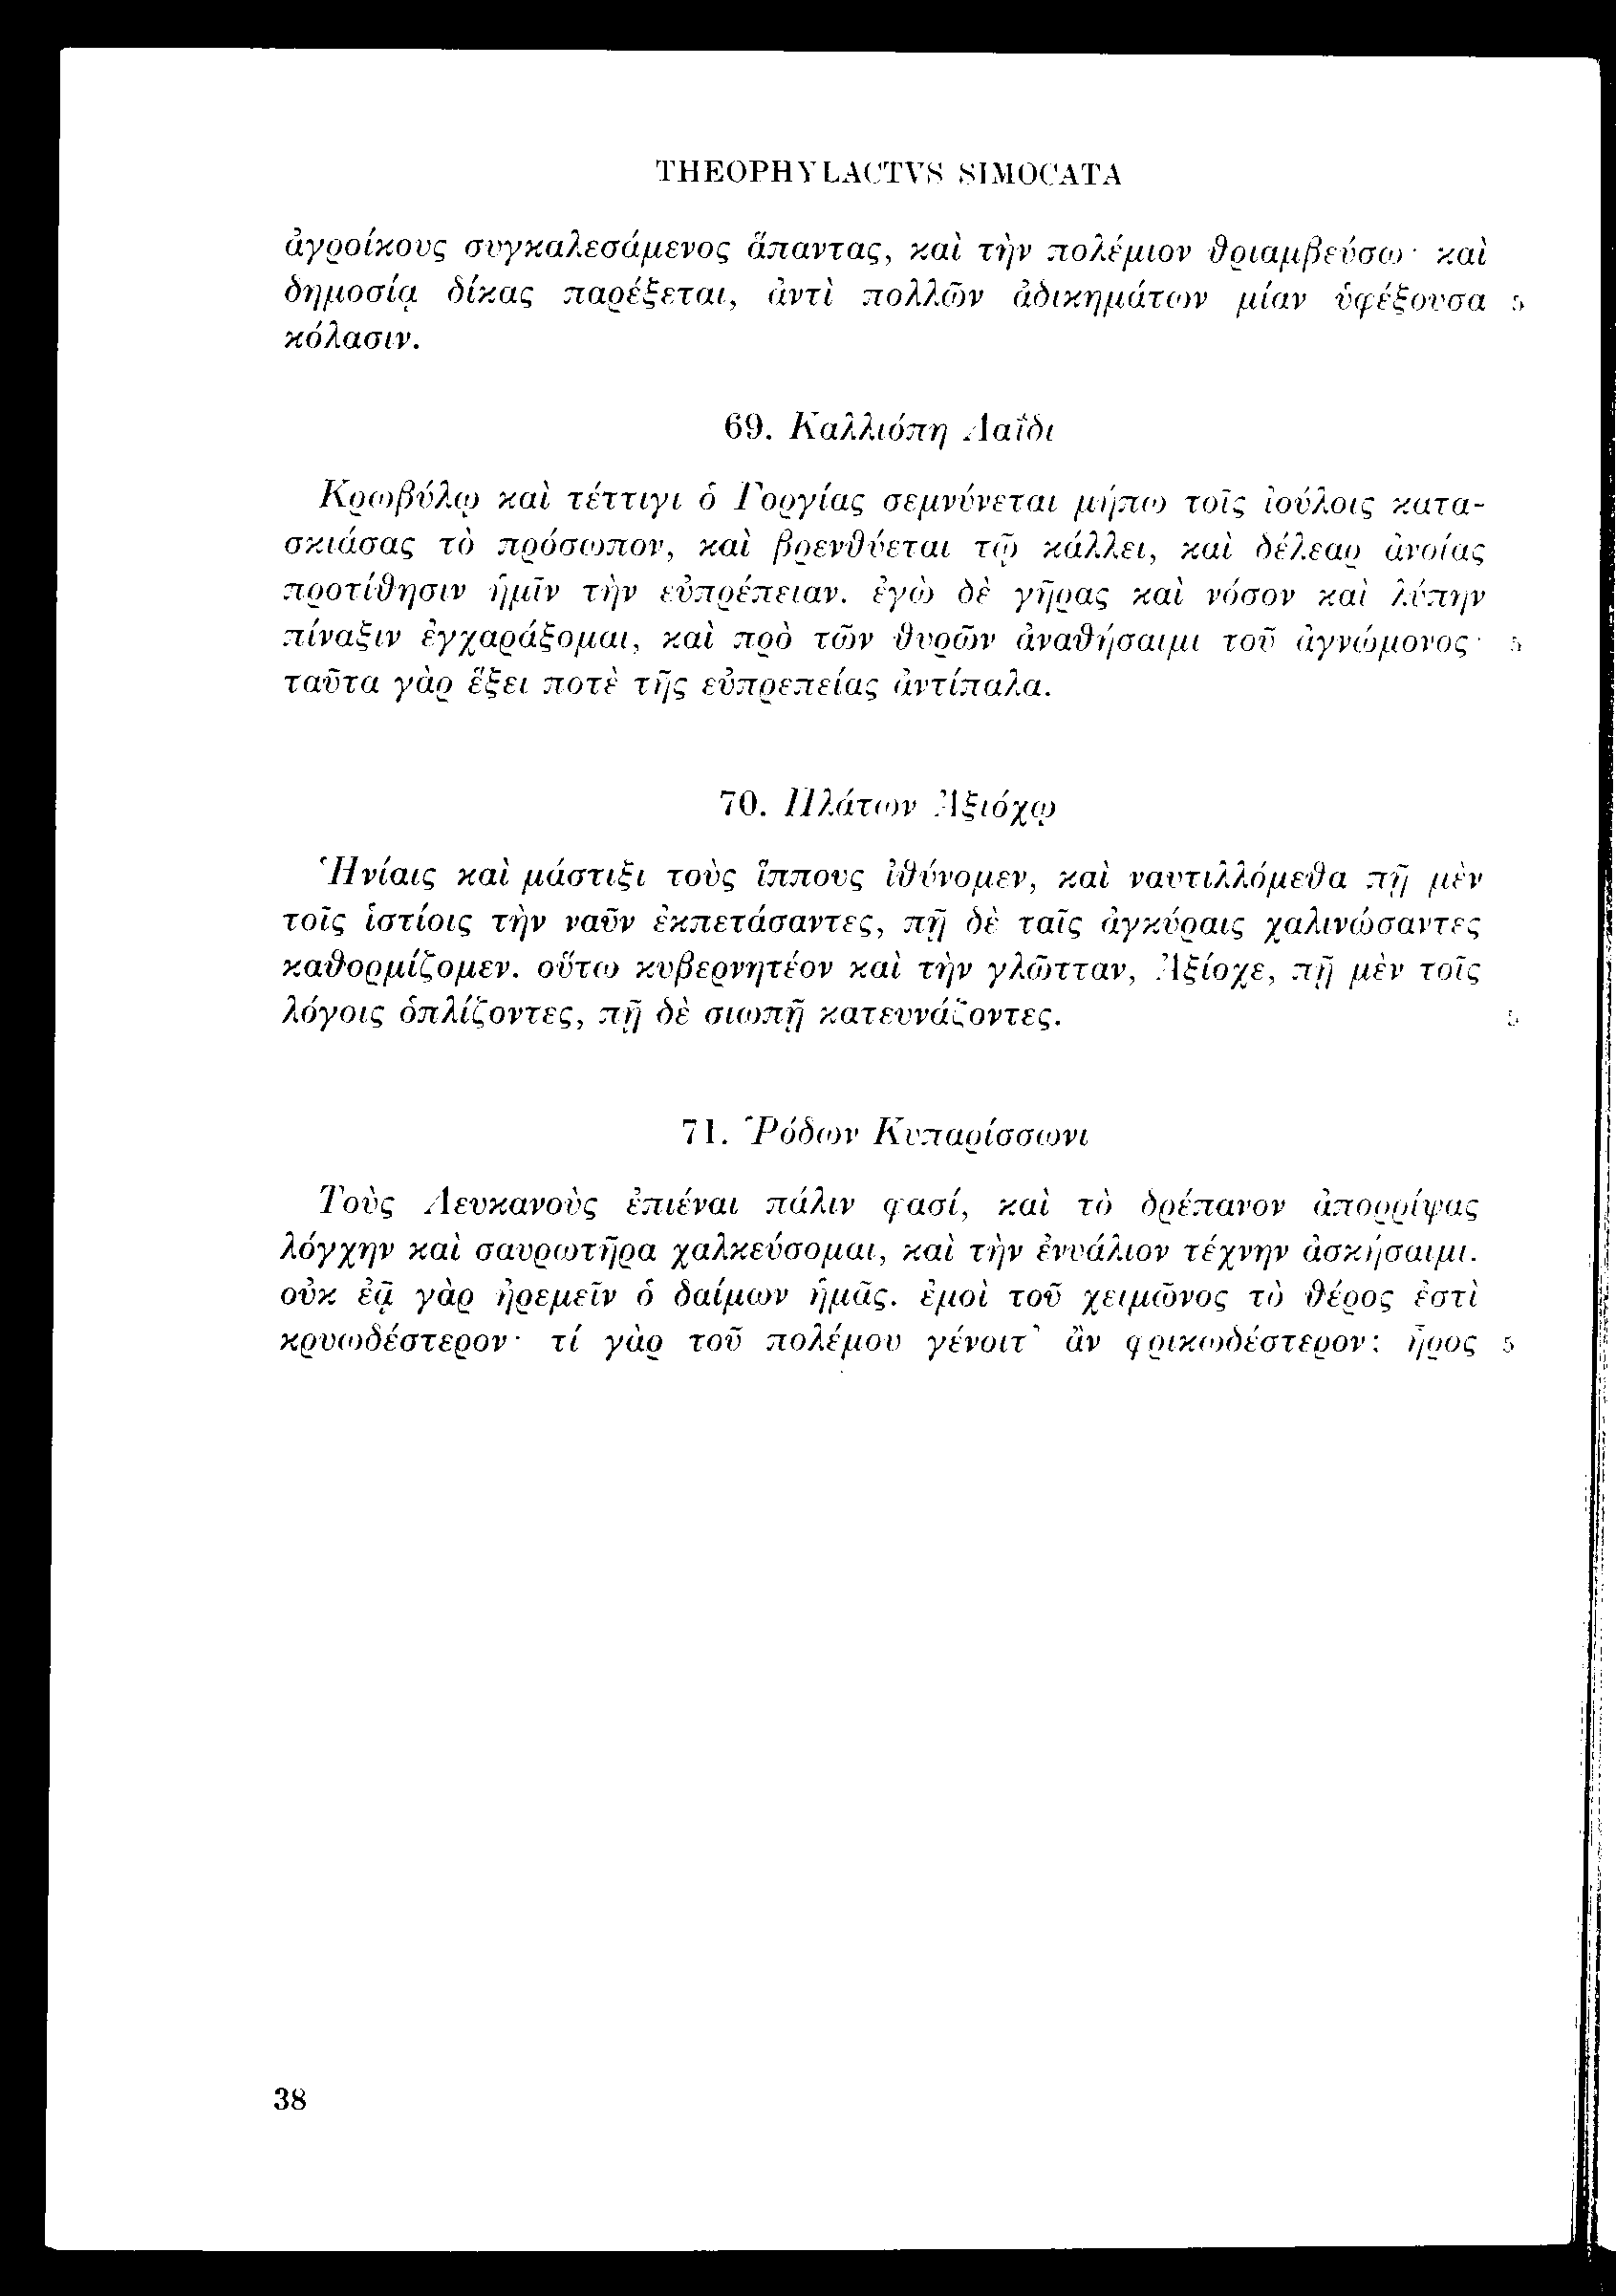 THEOPHYLACTVS SIMOCATA
ἀγροίκους συγκαλεσάμενος ἅπαντας, καὶ τὴν πολέμιον θριαμβεύσω· καὶ
δημοσίᾳ δίκας παρέξεται, ἀντὶ πολλῶν ἀδικημάτων μίαν ὑφέξουσα 5
κόλασιν.
69. Καλλιόπη Λαΐδι
Κρωβύλῳ καὶ τέττιγι ὁ Γοργίας σεμνύνεται μήπω τοῖς ἰούλοις κατα-
σκιάσας τὸ πρόσωπον, καὶ βρενθύεται τῷ κάλλει, καὶ δέλεαρ ἀνοίας
προτίθησιν ἡμῖν τὴν εὐπρέπειαν. ἐγὼ δὲ γῆρας καὶ νόσον καὶ λύπην
πίναξιν ἐγχαράξομαι, καὶ πρὸ τῶν θυρῶν ἀναθήσαιμι τοῦ ἀγνώμονος· 5
ταῦτα γὰρ ἕξει ποτὲ τῆς εὐπρεπείας ἀντίπαλα.
70. Πλάτων Ἀξιόχῳ
Ἡνίαις καὶ μάστιξι τοὺς ἵππους ἰθύνομεν, καὶ ναυτιλλόμεθα πῇ μὲν
τοῖς ἱστίοις τὴν ναῦν ἐκπετάσαντες, πῇ δὲ ταῖς ἀγκύραις χαλινώσαντες
καθορμίζομεν. οὕτω κυβερνητέον καὶ τὴν γλῶτταν, Ἀξίοχε, πῇ μὲν τοῖς
λόγοις ὁπλίζοντες, πῇ δὲ σιωπῇ κατευνάζοντες. 5
71. Ῥόδων Κυπαρίσσωνι
Τοὺς Λευκανοὺς ἐπιέναι πάλιν φασί, καὶ τὸ δρέπανον ἀπορρίψας
λόγχην καὶ σαυρωτῆρα χαλκεύσομαι, καὶ τὴν ἐνυάλιον τέχνην ἀσκήσαιμι.
οὐκ ἐᾷ γὰρ ἠρεμεῖν ὁ δαίμων ἡμᾶς. ἐμοὶ τοῦ χειμῶνος τὸ θέρος ἐστὶ
κρυωδέστερον· τί γὰρ τοῦ πολέμου γένοιτ᾽ ἂν φρικωδέστερον; ἦρος 5
38